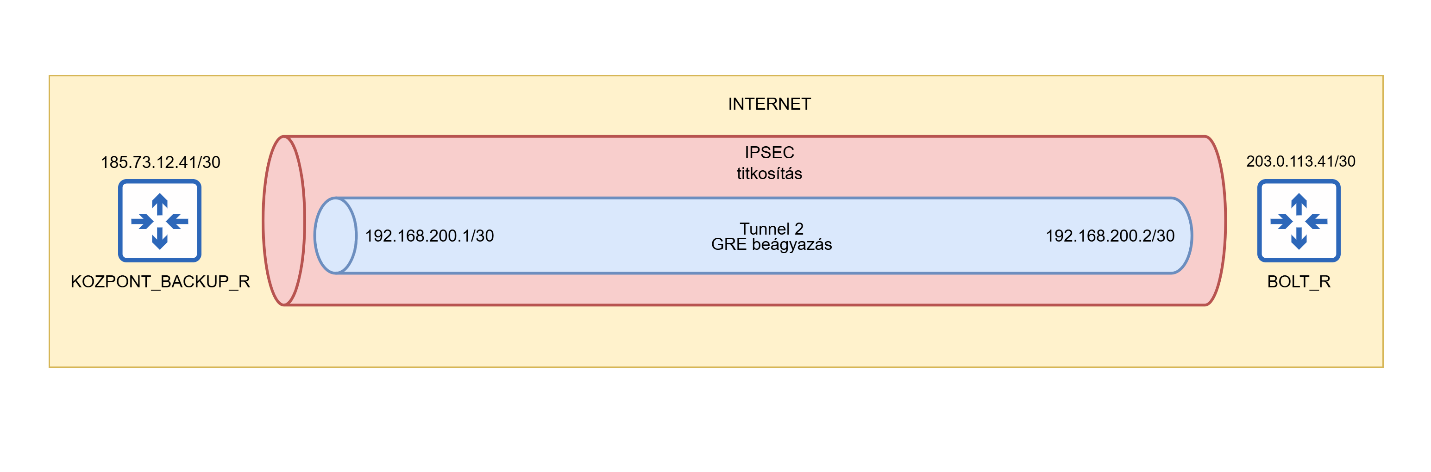 INTERNET
IPSEC
titkosítás
185.73.12.41/30
203.0.113.41/30
192.168.200.1/30
Tunnel 2
GRE beágyazás
192.168.200.2/30
KOZPONT_BACKUP_R
BOLT_R